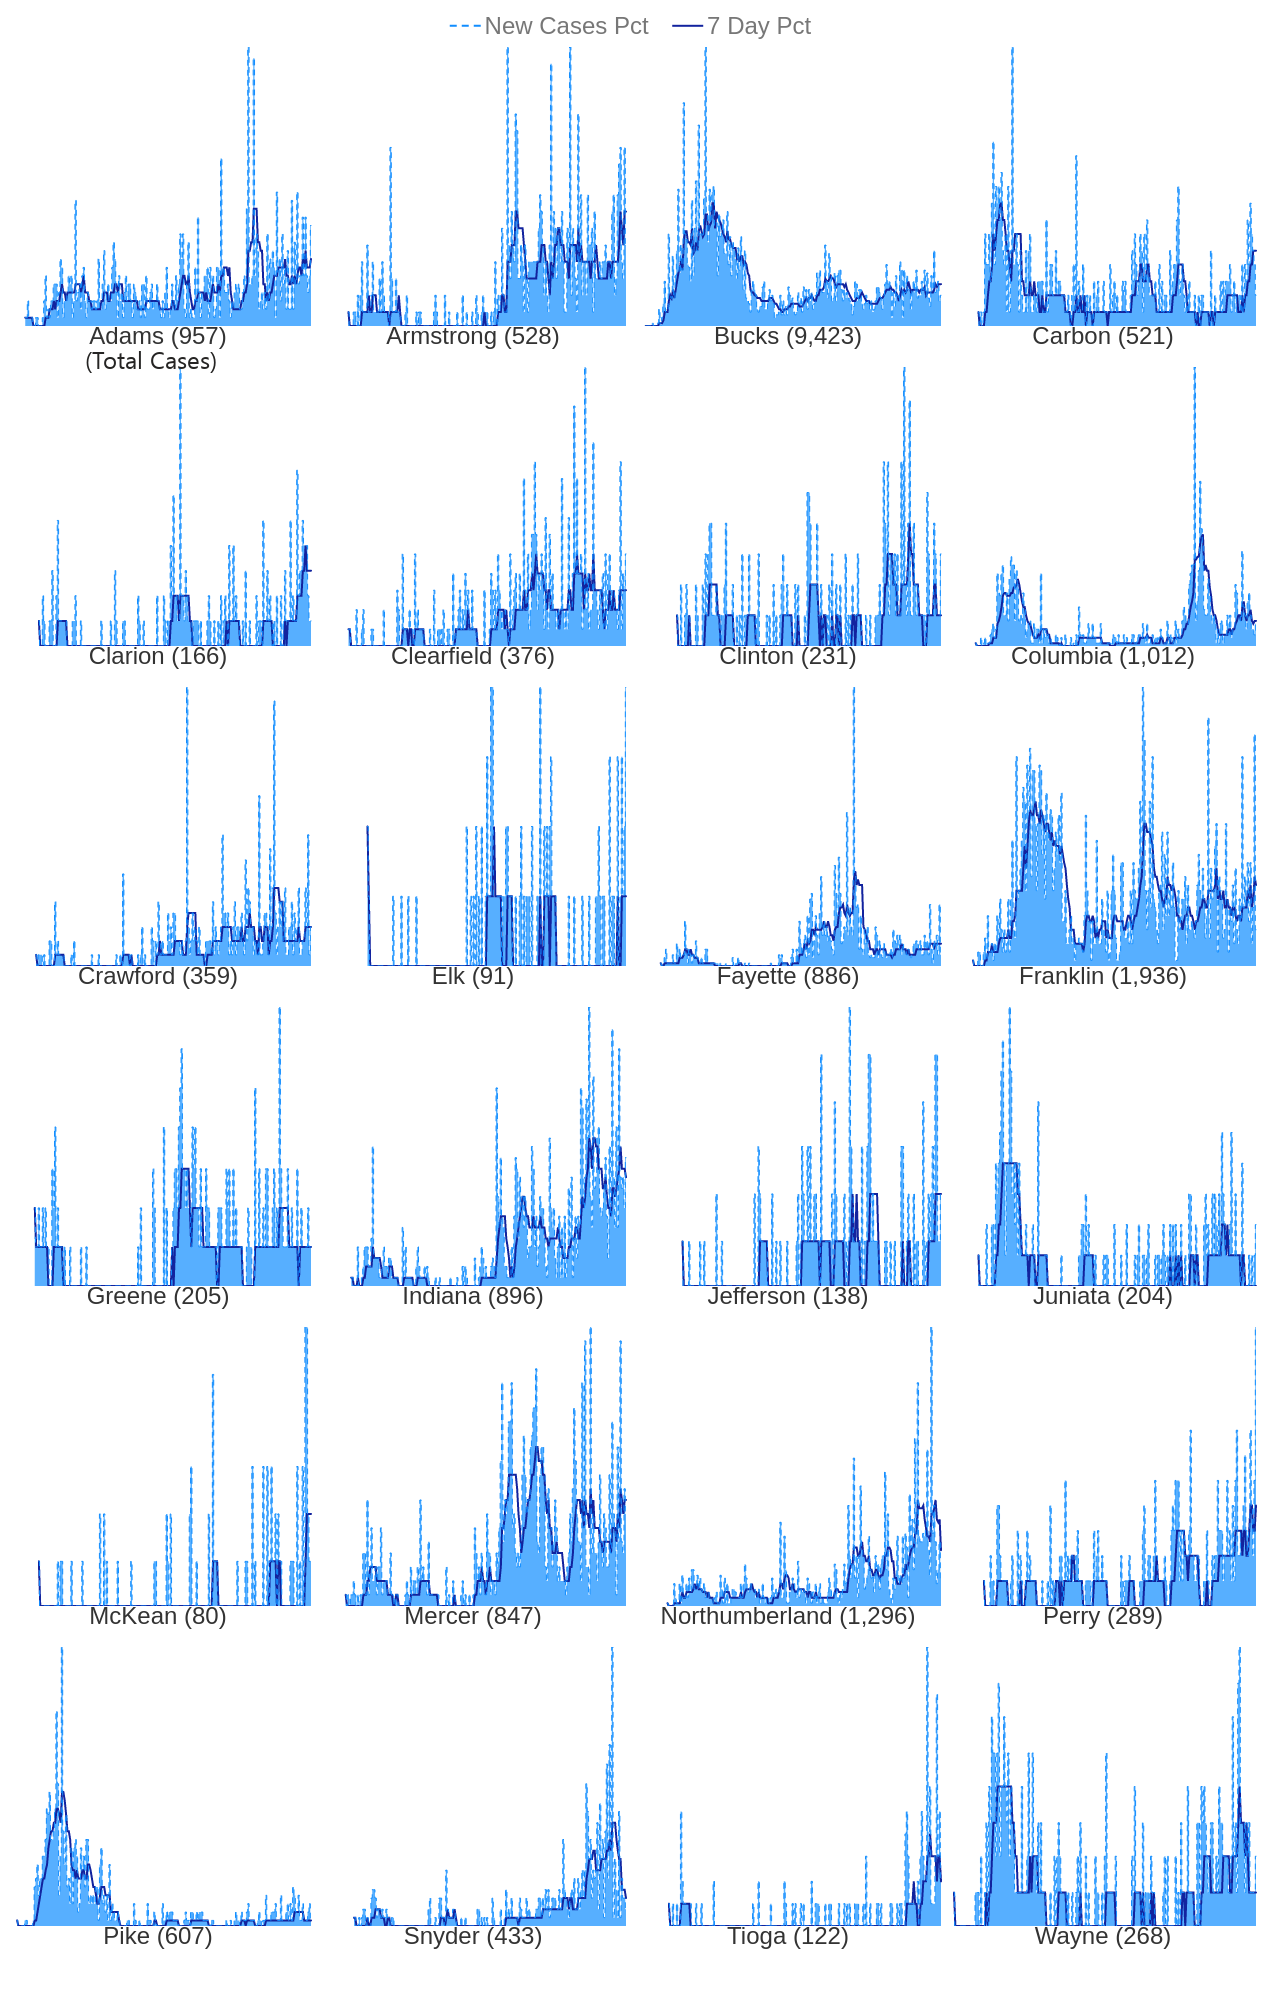 New Cases Pct 7 Day Pct
Adams (957) Armstrong (528) Bucks (9,423) Carbon (521)
(Total Cases)
Clarion (166) Clearfield (376) Clinton (231) Columbia (1,012)
Crawford (359) Elk (91) Fayette (886) Franklin (1,936)
Greene (205) Indiana (896) Jefferson (138) Juniata (204)
McKean (80) Mercer (847) Northumberland (1,296) Perry (289)
Pike (607) Snyder (433) Tioga (122) Wayne (268)